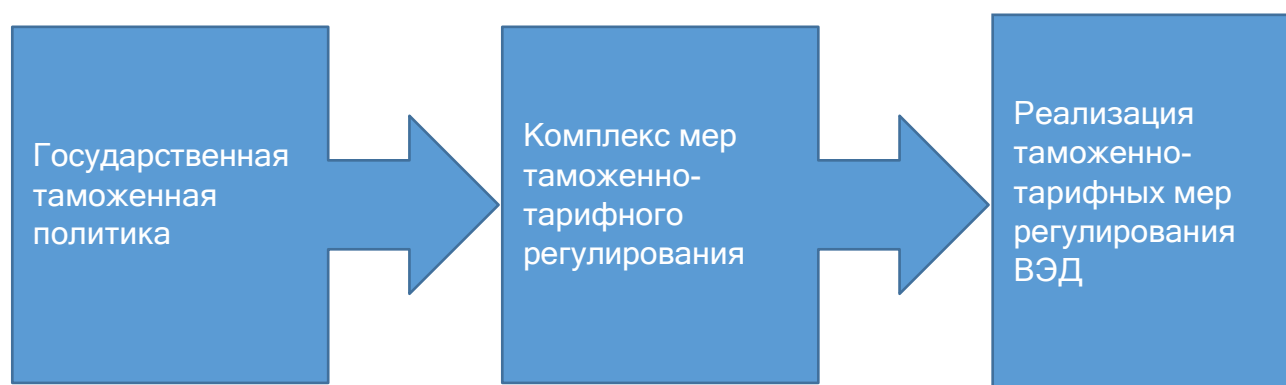 Государственная
таможенная
политика
Комплекс мер
таможенно-
тарифного
регулирования
Реализация
таможенно-
тарифных мер
регулирования
ВЭД